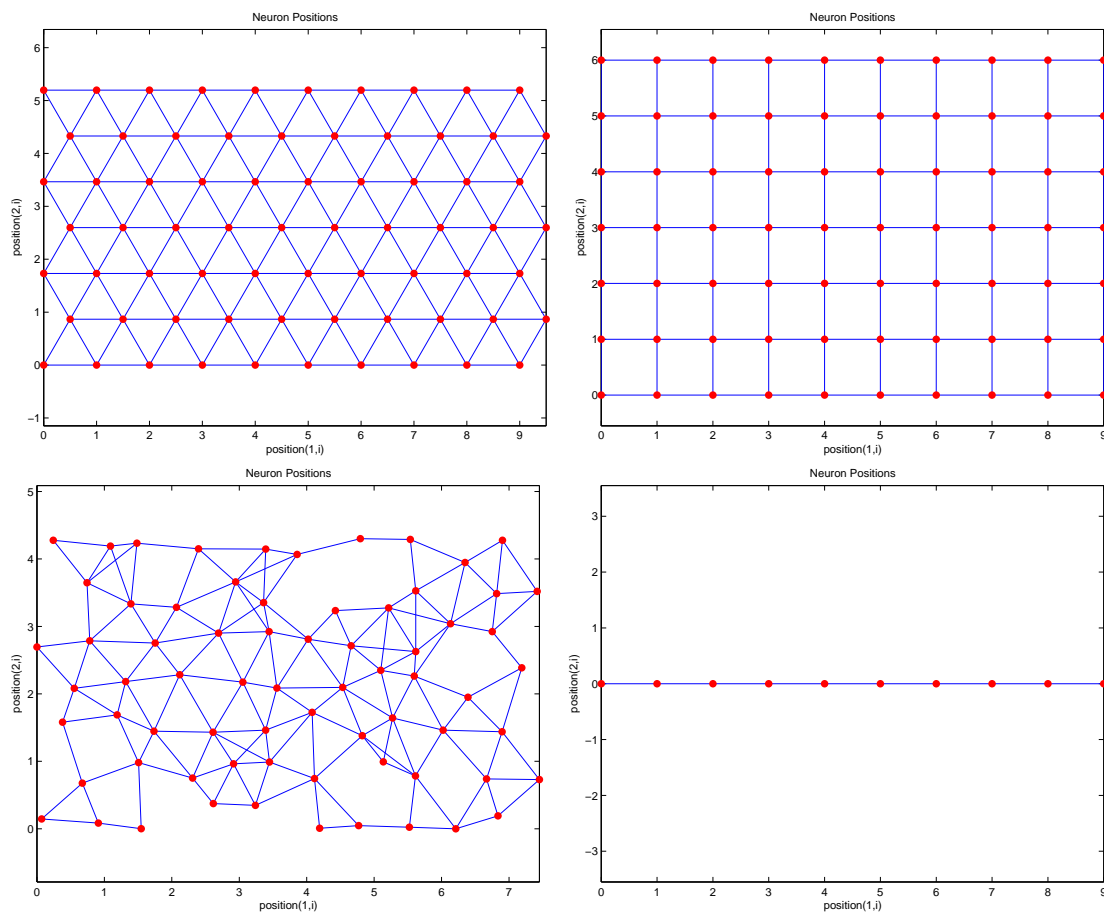 Neuron Positions
6
5
4
3
2
1
0
−1
position(2,i)
0 1 2 3 4 5 6 7 8 9
position(1,i)
Neuron Positions
6
5
4
3
2
1
0
position(2,i)
0 1 2 3 4 5 6 7 8 9
position(1,i)
Neuron Positions
5
4
3
2
1
0
position(2,i)
0 1 2 3 4 5 6 7
position(1,i)
Neuron Positions
3
2
1
0
−1
−2
−3
position(2,i)
0 1 2 3 4 5 6 7 8 9
position(1,i)